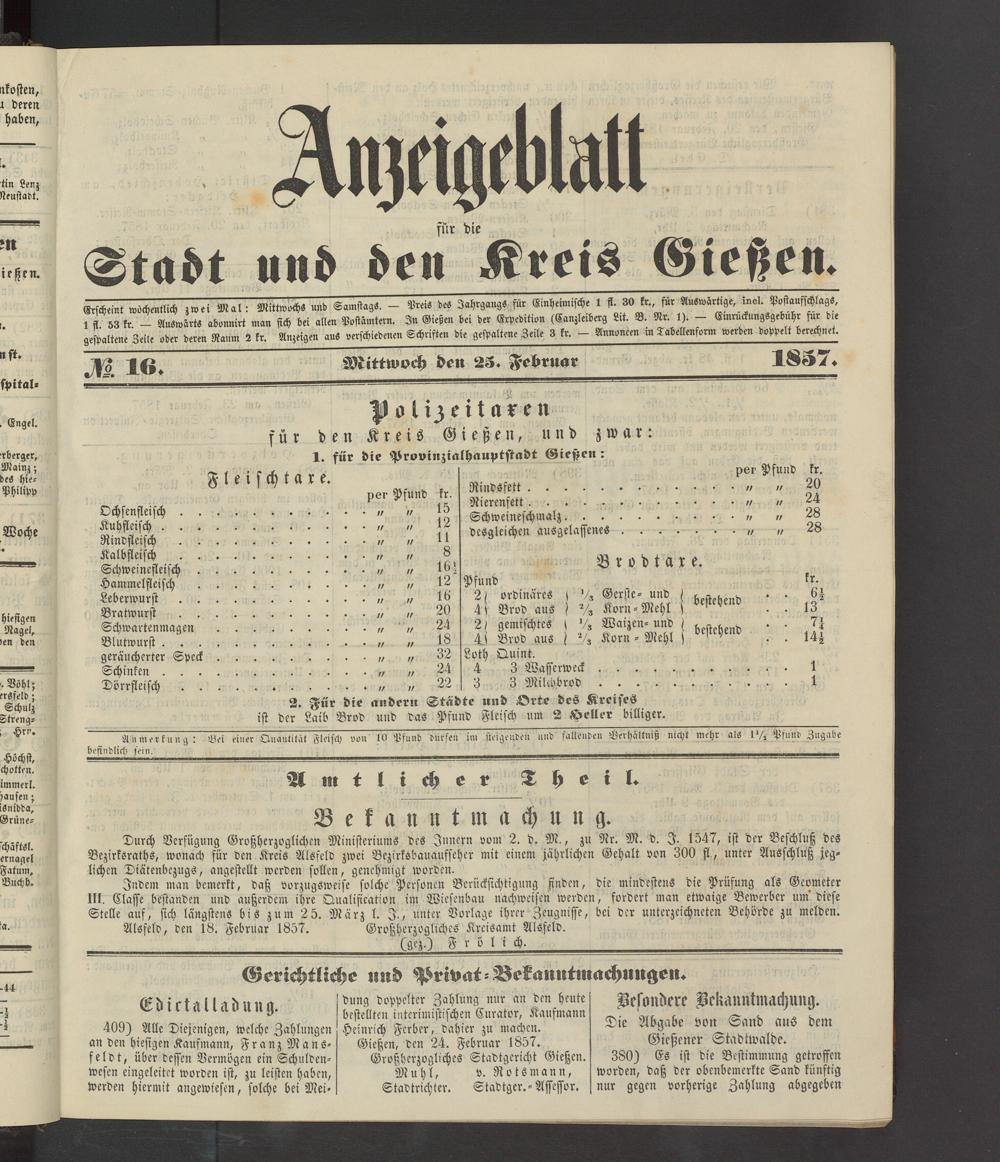 Anzeigeblatt
für die
Stadt und den Kreis Gießen.
Erscheint wöchentlich zwei Mal: Mittwochs und Samstags. — Preis des Jahrgangs für Einheimische 1 fl. 30 kr., für Auswärtige, incl. Postaufschlags,
1 fl. 53 kr. — Auswärts abonnirt man sich bei allen Postämtern. In Gießen bei der Expedition (Canzleiberg Lit. B. Nr. 1). — Einrückungsgebühr für die
gespaltene Zeile oder deren Raum 2 kr. Anzeigen aus verschiedenen Schriften die gespaltene Zeile 3 kr. — Annoncen in Tabellenform werden doppelt berechnet.
№ 16. Mittwoch den 25. Februar 1857.
Polizeitaxen
für den Kreis Gießen, und zwar:
1. für die Provinzialhauptstadt Gießen:
Fleischtaxe.
per Pfund kr.
Ochsenfleisch . . . . . . . . . . „ „ 15
Kuhfleisch . . . . . . . . . . „ „ 12
Rindfleisch . . . . . . . . . . „ „ 11
Kalbfleisch . . . . . . . . . . „ „ 8
Schweinefleisch . . . . . . . . . „ „ 16½
Hammelfleisch . . . . . . . . . „ „ 12
Leberwurst . . . . . . . . . . „ „ 16
Bratwurst . . . . . . . . . . „ „ 20
Schwartenmagen . . . . . . . . „ „ 24
Blutwurst . . . . . . . . . . „ „ 18
geräucherter Speck . . . . . . . . „ „ 32
Schinken . . . . . . . . . . „ „ 24
Dörrfleisch . . . . . . . . . . „ „ 22
per Pfund kr.
Rindsfett . . . . . . . . . . „ „ 20
Nierenfett . . . . . . . . . . „ „ 24
Schweineschmalz . . . . . . . . „ „ 28
desgleichen ausgelassenes . . . . . . „ „ 28
Brodtaxe.
Pfund kr.
2 ordinäres 1/3 Gerste- und bestehend . . 6½
4 Brod aus 2/3 Korn-Mehl . . 13
2 gemischtes 1/3 Waizen- und bestehend . . 7¼
4 Brod aus 2/3 Korn-Mehl . . 14½
Loth Quint.
4 3 Wasserweck . . . . . . . . 1
3 3 Milchbrod . . . . . . . . 1
2. Für die andern Städte und Orte des Kreises
ist der Laib Brod und das Pfund Fleisch um 2 Heller billiger.
Anmerkung: Bei einer Quantität Fleisch von 10 Pfund dürfen im steigenden und fallenden Verhältniß nicht mehr als 1½ Pfund Zugabe
befindlich sein.
Amtlicher Theil.
Bekanntmachung.
Durch Verfügung Großherzoglichen Ministeriums des Innern vom 2. d. M., zu Nr. M. d. J. 1547, ist der Beschluß des
Bezirksraths, wonach für den Kreis Alsfeld zwei Bezirksbauaufseher mit einem jährlichen Gehalt von 300 fl., unter Ausschluß jeg-
lichen Diätenbezugs, angestellt werden sollen, genehmigt worden.
Indem man bemerkt, daß vorzugsweise solche Personen Berücksichtigung finden, die mindestens die Prüfung als Geometer
III. Classe bestanden und außerdem ihre Qualification im Wiesenbau nachweisen werden, fordert man etwaige Bewerber um diese
Stelle auf, sich längstens bis zum 25. März l. J., unter Vorlage ihrer Zeugnisse, bei der unterzeichneten Behörde zu melden.
Alsfeld, den 18. Februar 1857. Großherzogliches Kreisamt Alsfeld.
(gez.) Frölich.
Gerichtliche und Privat-Bekanntmachungen.
Edictalladung.
409) Alle Diejenigen, welche Zahlungen
an den hiesigen Kaufmann, Franz Mans-
feldt, über dessen Vermögen ein Schulden-
wesen eingeleitet worden ist, zu leisten haben,
werden hiermit angewiesen, solche bei Mei-
dung doppelter Zahlung nur an den heute
bestellten interimistischen Curator, Kaufmann
Heinrich Ferber, dahier zu machen.
Gießen, den 24. Februar 1857.
Großherzogliches Stadtgericht Gießen.
Muhl, v. Rotsmann,
Stadtrichter. Stadtger.-Assessor.
Besondere Bekanntmachung.
Die Abgabe von Sand aus dem
Gießener Stadtwalde.
380) Es ist die Bestimmung getroffen
worden, daß der obenbemerkte Sand künftig
nur gegen vorherige Zahlung abgegeben